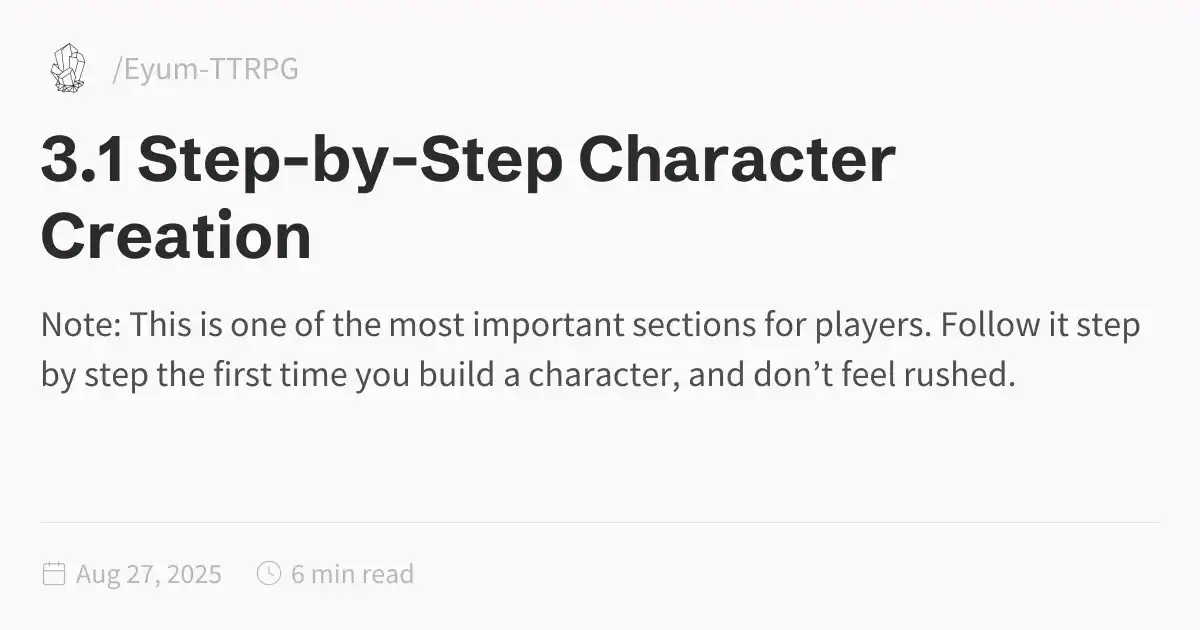 /Eyum-TTRPG
3.1 Step-by-Step Character
Creation
Note: This is one of the most important sections for players. Follow it step
by step the first time you build a character, and don’t feel rushed.
Aug 27, 2025 6 min read